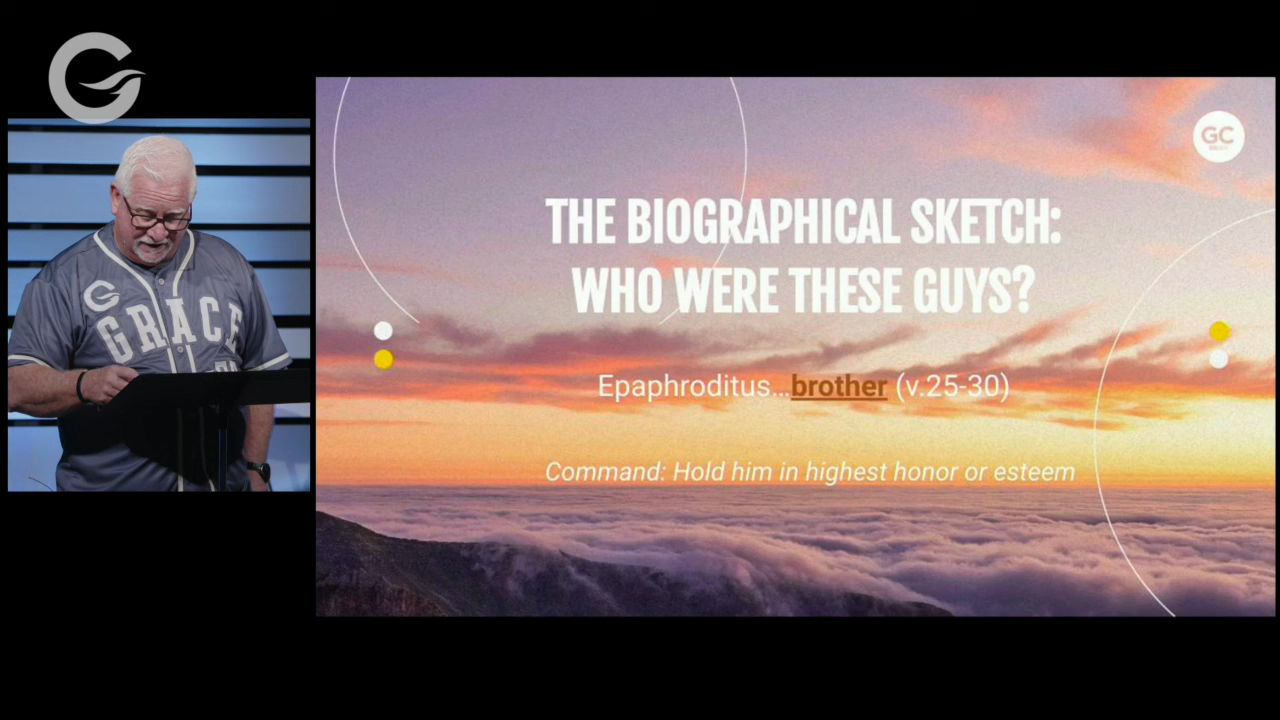 GRACE
GC
THE BIOGRAPHICAL SKETCH:
WHO WERE THESE GUYS?
Epaphroditus...brother (v.25-30)
Command: Hold him in highest honor or esteem